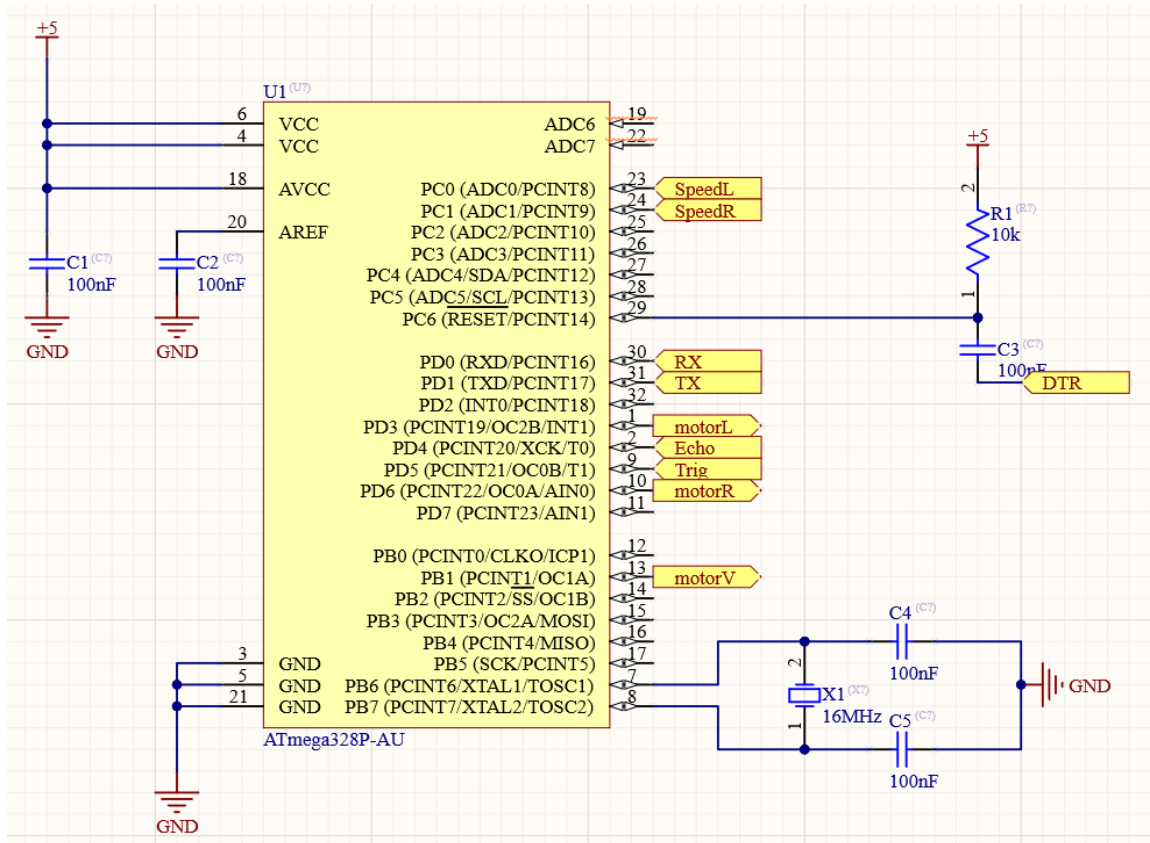 +5
U1 (U?)
6 VCC
4 VCC
18 AVCC
20 AREF
3 GND
5 GND
21 GND
ADC6 19
ADC7 22
PC0 (ADC0/PCINT8) 23 SpeedL
PC1 (ADC1/PCINT9) 24 SpeedR
PC2 (ADC2/PCINT10) 25
PC3 (ADC3/PCINT11) 26
PC4 (ADC4/SDA/PCINT12) 27
PC5 (ADC5/SCL/PCINT13) 28
PC6 (RESET/PCINT14) 29
PD0 (RXD/PCINT16) 30 RX
PD1 (TXD/PCINT17) 31 TX
PD2 (INT0/PCINT18) 32
PD3 (PCINT19/OC2B/INT1) 1 motorL
PD4 (PCINT20/XCK/T0) 2 Echo
PD5 (PCINT21/OC0B/T1) 9 Trig
PD6 (PCINT22/OC0A/AIN0) 10 motorR
PD7 (PCINT23/AIN1) 11
PB0 (PCINT0/CLKO/ICP1) 12
PB1 (PCINT1/OC1A) 13 motorV
PB2 (PCINT2/SS/OC1B) 14
PB3 (PCINT3/OC2A/MOSI) 15
PB4 (PCINT4/MISO) 16
PB5 (SCK/PCINT5) 17
PB6 (PCINT6/XTAL1/TOSC1) 7
PB7 (PCINT7/XTAL2/TOSC2) 8
ATmega328P-AU
C1 (C?)
100nF
GND
C2 (C?)
100nF
GND
GND
+5
2
R1 (R?)
10k
1
C3 (C?)
100nF
DTR
C4 (C?)
100nF
2
X1 (X?)
16MHz
1
C5 (C?)
100nF
GND